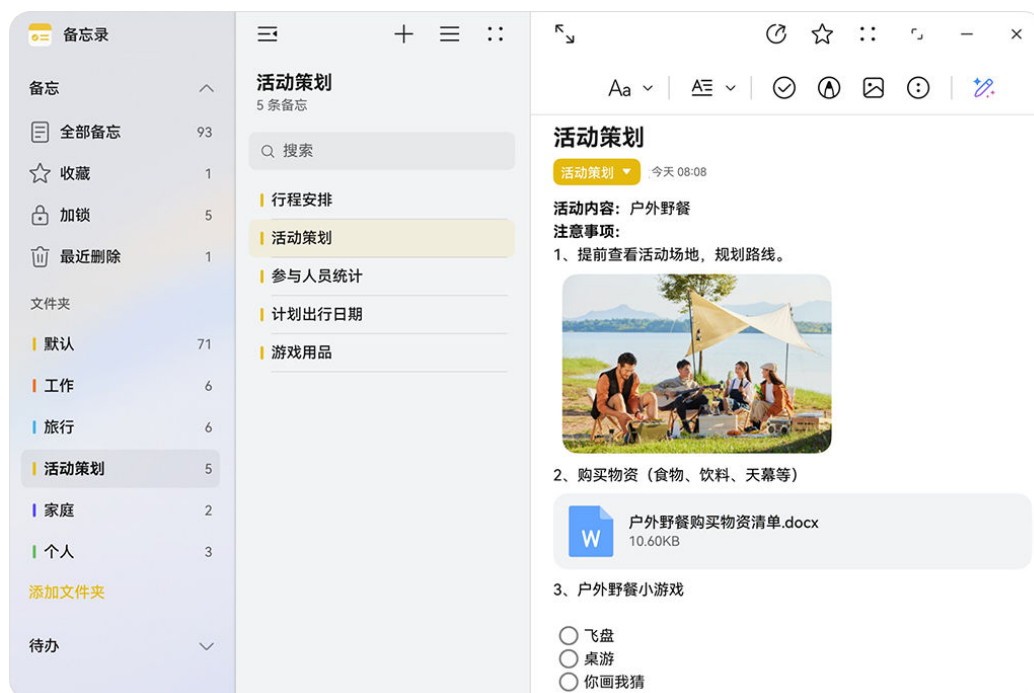 备忘录
备忘
全部备忘 93
收藏 1
加锁 5
最近删除 1
文件夹
默认 71
工作 6
旅行 6
活动策划 5
家庭 2
个人 3
添加文件夹
待办
活动策划
5 条备忘
搜索
行程安排
活动策划
参与人员统计
计划出行日期
游戏用品
Aa
A
活动策划
活动策划 今天 08:08
活动内容：户外野餐
注意事项：
1、提前查看活动场地，规划路线。
2、购买物资（食物、饮料、天幕等）
W
户外野餐购买物资清单.docx
10.60KB
3、户外野餐小游戏
飞盘
桌游
你画我猜